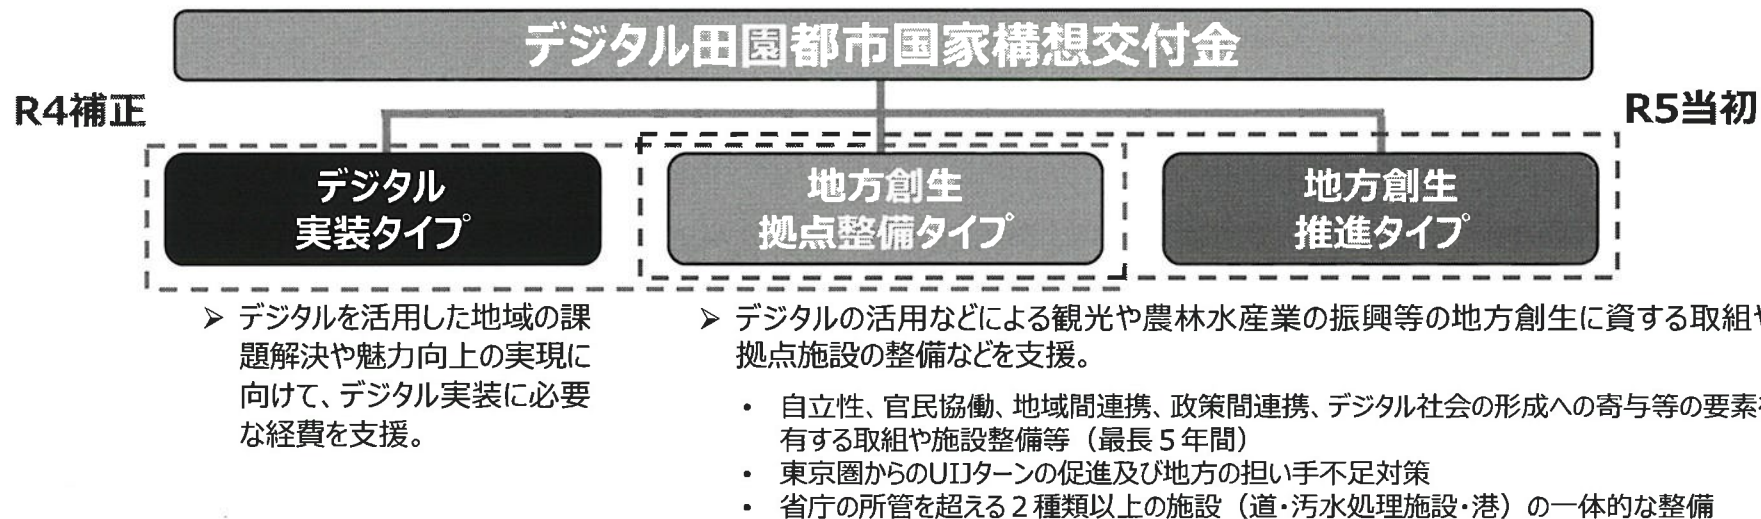 デジタル田園都市国家構想交付金
R4補正
R5当初
デジタル
実装タイプ
地方創生
拠点整備タイプ
地方創生
推進タイプ
➢ デジタルを活用した地域の課
題解決や魅力向上の実現に
向けて、デジタル実装に必要
な経費を支援。
➢ デジタルの活用などによる観光や農林水産業の振興等の地方創生に資する取組や
拠点施設の整備などを支援。
• 自立性、官民協働、地域間連携、政策間連携、デジタル社会の形成への寄与等の要素を
有する取組や施設整備等（最長５年間）
• 東京圏からのUIJターンの促進及び地方の担い手不足対策
• 省庁の所管を超える２種類以上の施設（道・汚水処理施設・港）の一体的な整備